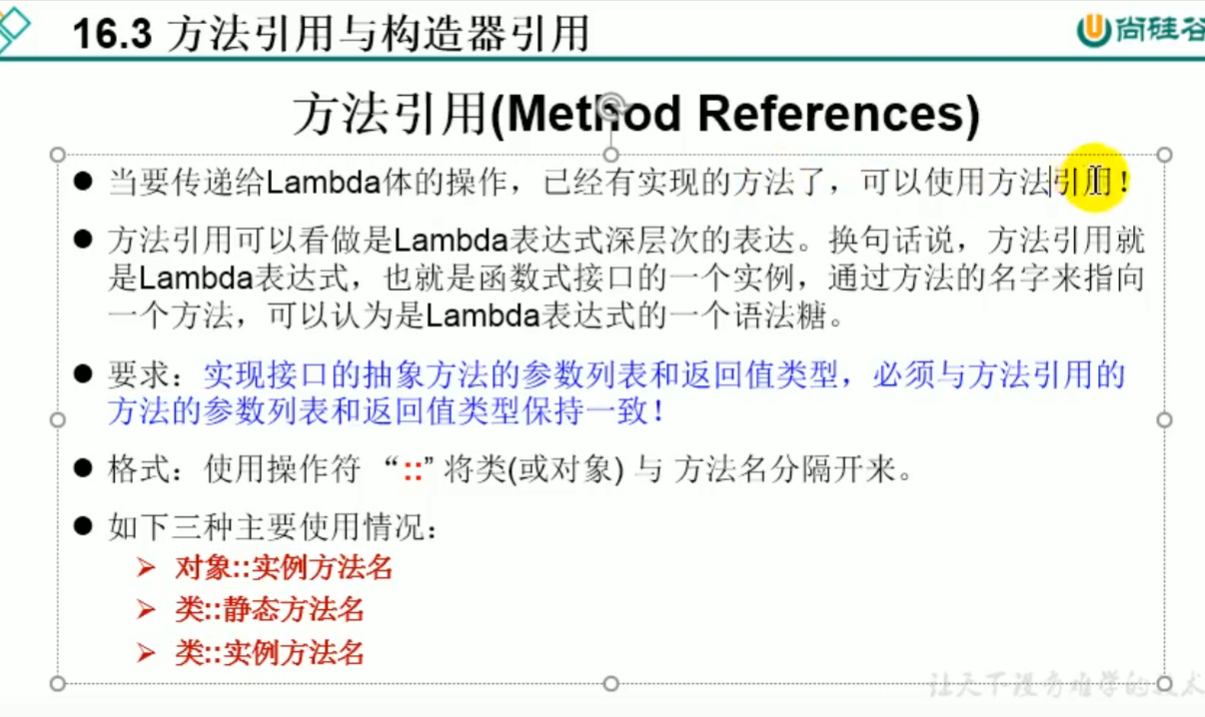 16.3 方法引用与构造器引用
尚硅谷
方法引用(Method References)
● 当要传递给Lambda体的操作，已经有实现的方法了，可以使用方法引用！
● 方法引用可以看做是Lambda表达式深层次的表达。换句话说，方法引用就
是Lambda表达式，也就是函数式接口的一个实例，通过方法的名字来指向
一个方法，可以认为是Lambda表达式的一个语法糖。
● 要求：实现接口的抽象方法的参数列表和返回值类型，必须与方法引用的
方法的参数列表和返回值类型保持一致！
● 格式：使用操作符 “::” 将类(或对象) 与 方法名分隔开来。
● 如下三种主要使用情况：
➢ 对象::实例方法名
➢ 类::静态方法名
➢ 类::实例方法名
让天下没有难学的技术